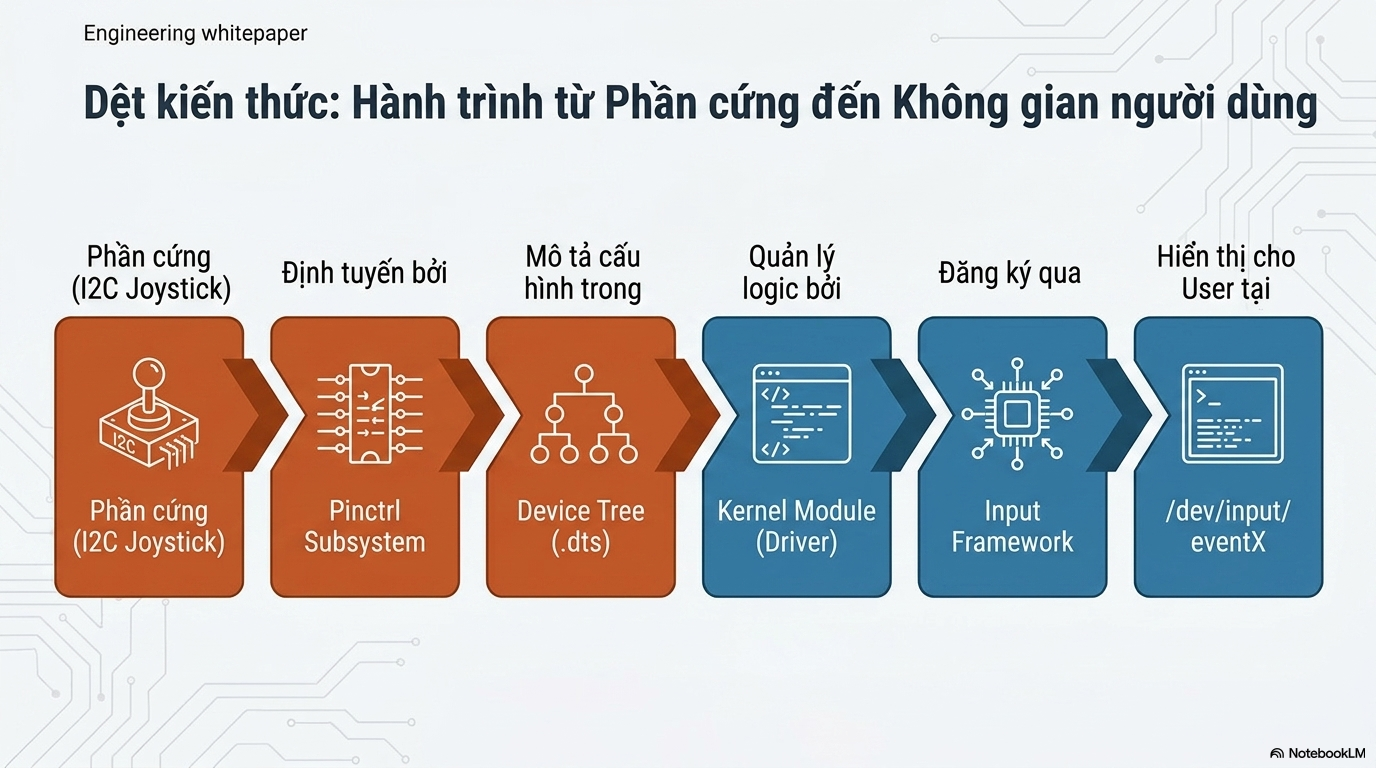 Engineering whitepaper
Dệt kiến thức: Hành trình từ Phần cứng đến Không gian người dùng
Phần cứng
(I2C Joystick)
Định tuyến bởi
Mô tả cấu
hình trong
Quản lý
logic bởi
Đăng ký qua
Hiển thị cho
User tại
I2C
Phần cứng
(I2C Joystick)
Pinctrl
Subsystem
Device Tree
(.dts)
</>
</>
Kernel Module
(Driver)
Input
Framework
>_
/dev/input/
eventX
NotebookLM